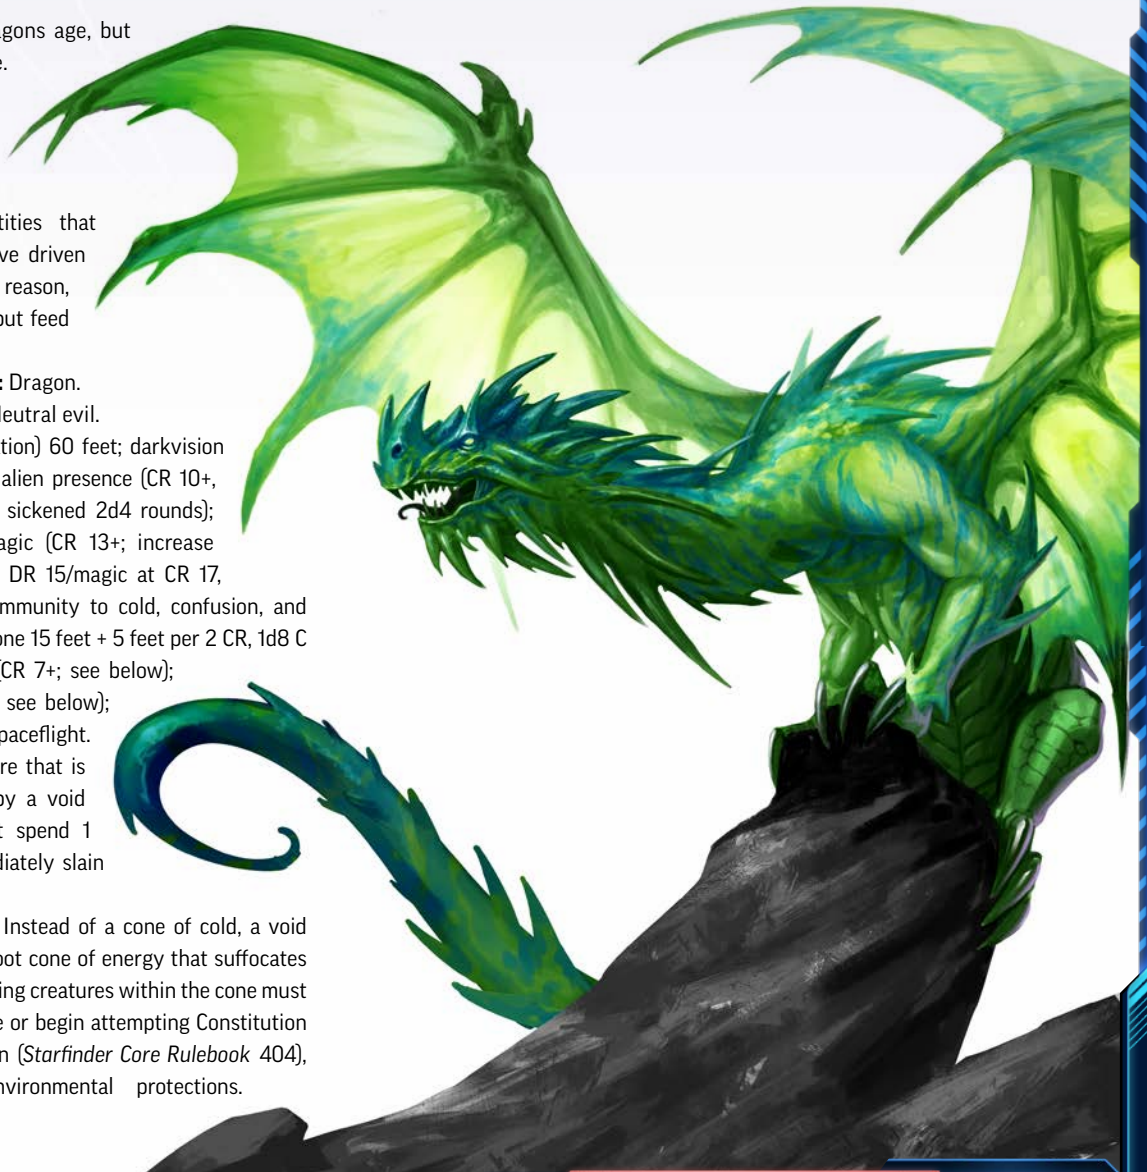 agons age, but
e.
tities that
ve driven
reason,
out feed
: Dragon.
Neutral evil.
ation) 60 feet; darkvision
alien presence (CR 10+,
sickened 2d4 rounds);
agic (CR 13+; increase
DR 15/magic at CR 17,
mmunity to cold, confusion, and
one 15 feet + 5 feet per 2 CR, 1d8 C
(CR 7+; see below);
see below);
spaceflight.
re that is
by a void
t spend 1
diately slain
Instead of a cone of cold, a void
oot cone of energy that suffocates
ing creatures within the cone must
e or begin attempting Constitution
n (Starfinder Core Rulebook 404),
nvironmental protections.